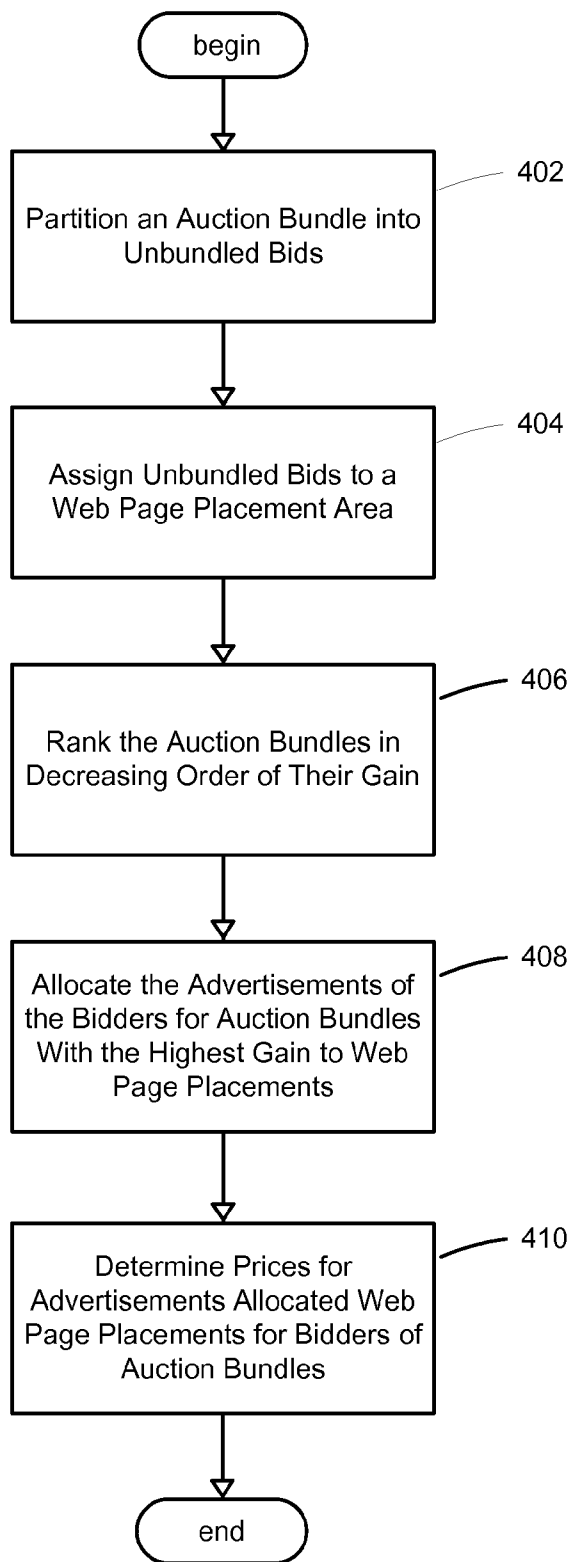 begin
402
Partition an Auction Bundle into
Unbundled Bids
404
Assign Unbundled Bids to a
Web Page Placement Area
406
Rank the Auction Bundles in
Decreasing Order of Their Gain
408
Allocate the Advertisements of
the Bidders for Auction Bundles
With the Highest Gain to Web
Page Placements
410
Determine Prices for
Advertisements Allocated Web
Page Placements for Bidders of
Auction Bundles
end